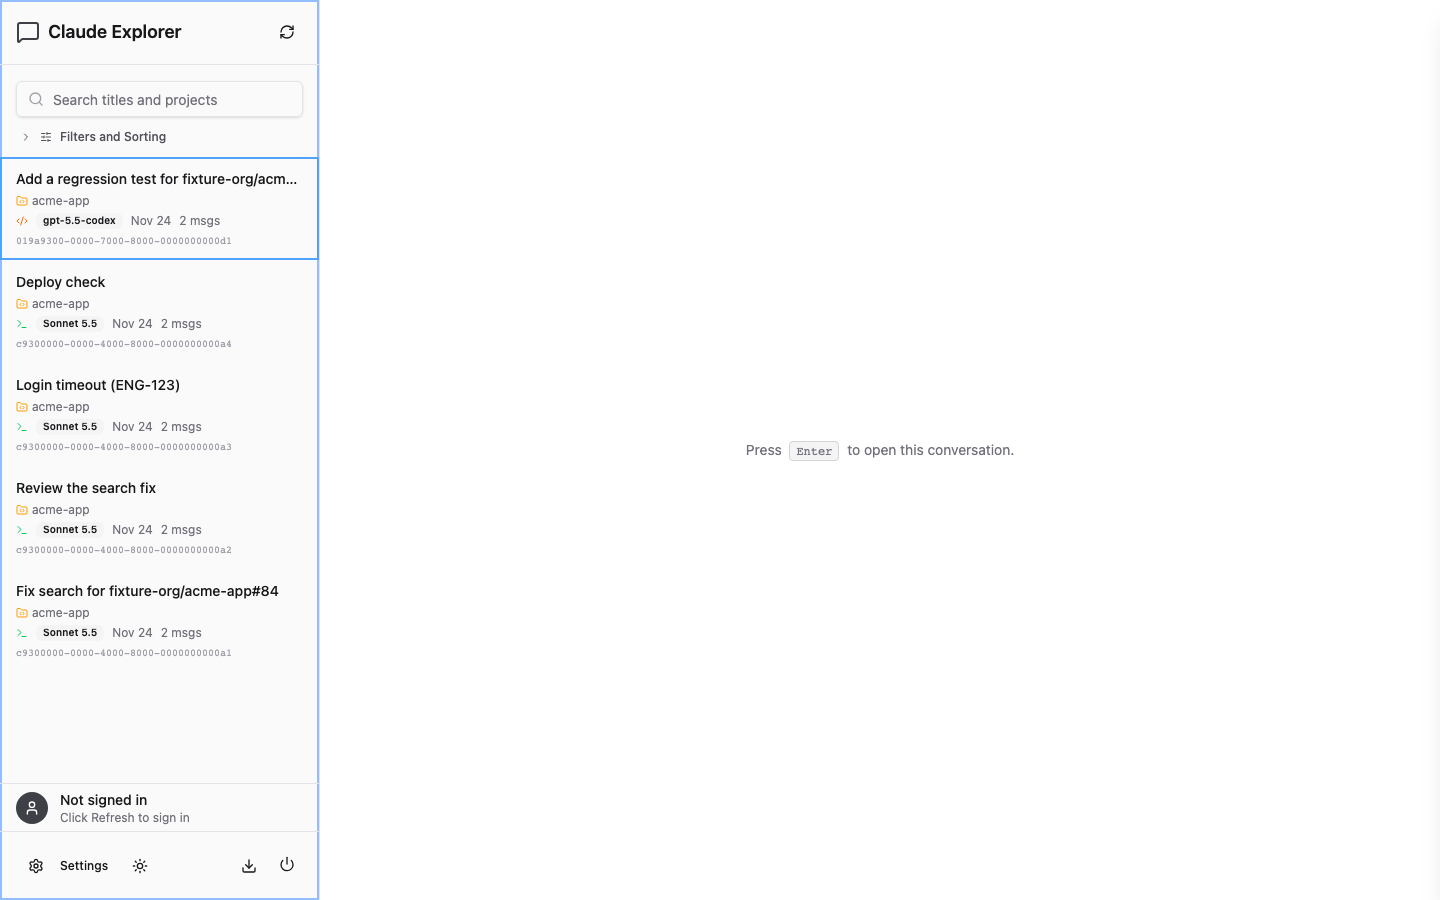 Claude Explorer
Search titles and projects
Filters and Sorting
Add a regression test for fixture-org/acm...
acme-app
gpt-5.5-codex Nov 24 2 msgs
019a9300-0000-7000-8000-0000000000d1
Deploy check
acme-app
Sonnet 5.5 Nov 24 2 msgs
c9300000-0000-4000-8000-0000000000a4
Login timeout (ENG-123)
acme-app
Sonnet 5.5 Nov 24 2 msgs
c9300000-0000-4000-8000-0000000000a3
Review the search fix
acme-app
Sonnet 5.5 Nov 24 2 msgs
c9300000-0000-4000-8000-0000000000a2
Fix search for fixture-org/acme-app#84
acme-app
Sonnet 5.5 Nov 24 2 msgs
c9300000-0000-4000-8000-0000000000a1
Not signed in
Click Refresh to sign in
Settings
Press Enter to open this conversation.